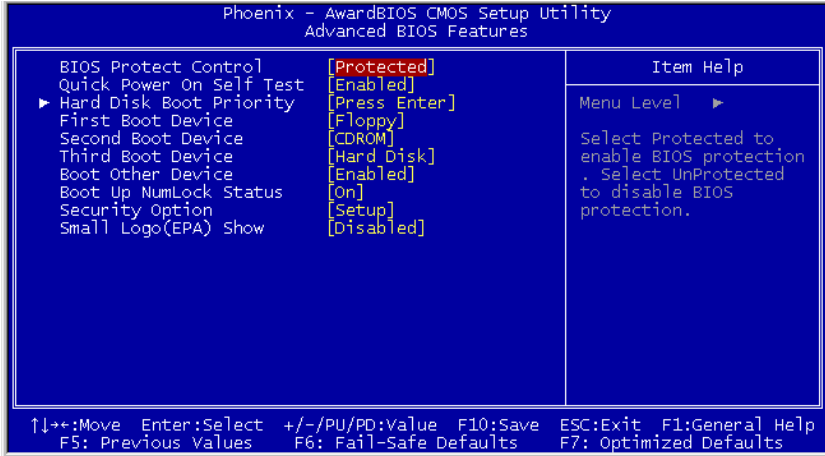 Phoenix - AwardBIOS CMOS Setup Utility
Advanced BIOS Features
BIOS Protect Control [Protected]
Quick Power On Self Test [Enabled]
► Hard Disk Boot Priority [Press Enter]
First Boot Device [Floppy]
Second Boot Device [CDROM]
Third Boot Device [Hard Disk]
Boot Other Device [Enabled]
Boot Up NumLock Status [On]
Security Option [Setup]
Small Logo(EPA) Show [Disabled]
Item Help
Menu Level ►
Select Protected to
enable BIOS protection
. Select UnProtected
to disable BIOS
protection.
↑↓→←:Move Enter:Select +/-/PU/PD:Value F10:Save ESC:Exit F1:General Help
F5: Previous Values F6: Fail-Safe Defaults F7: Optimized Defaults